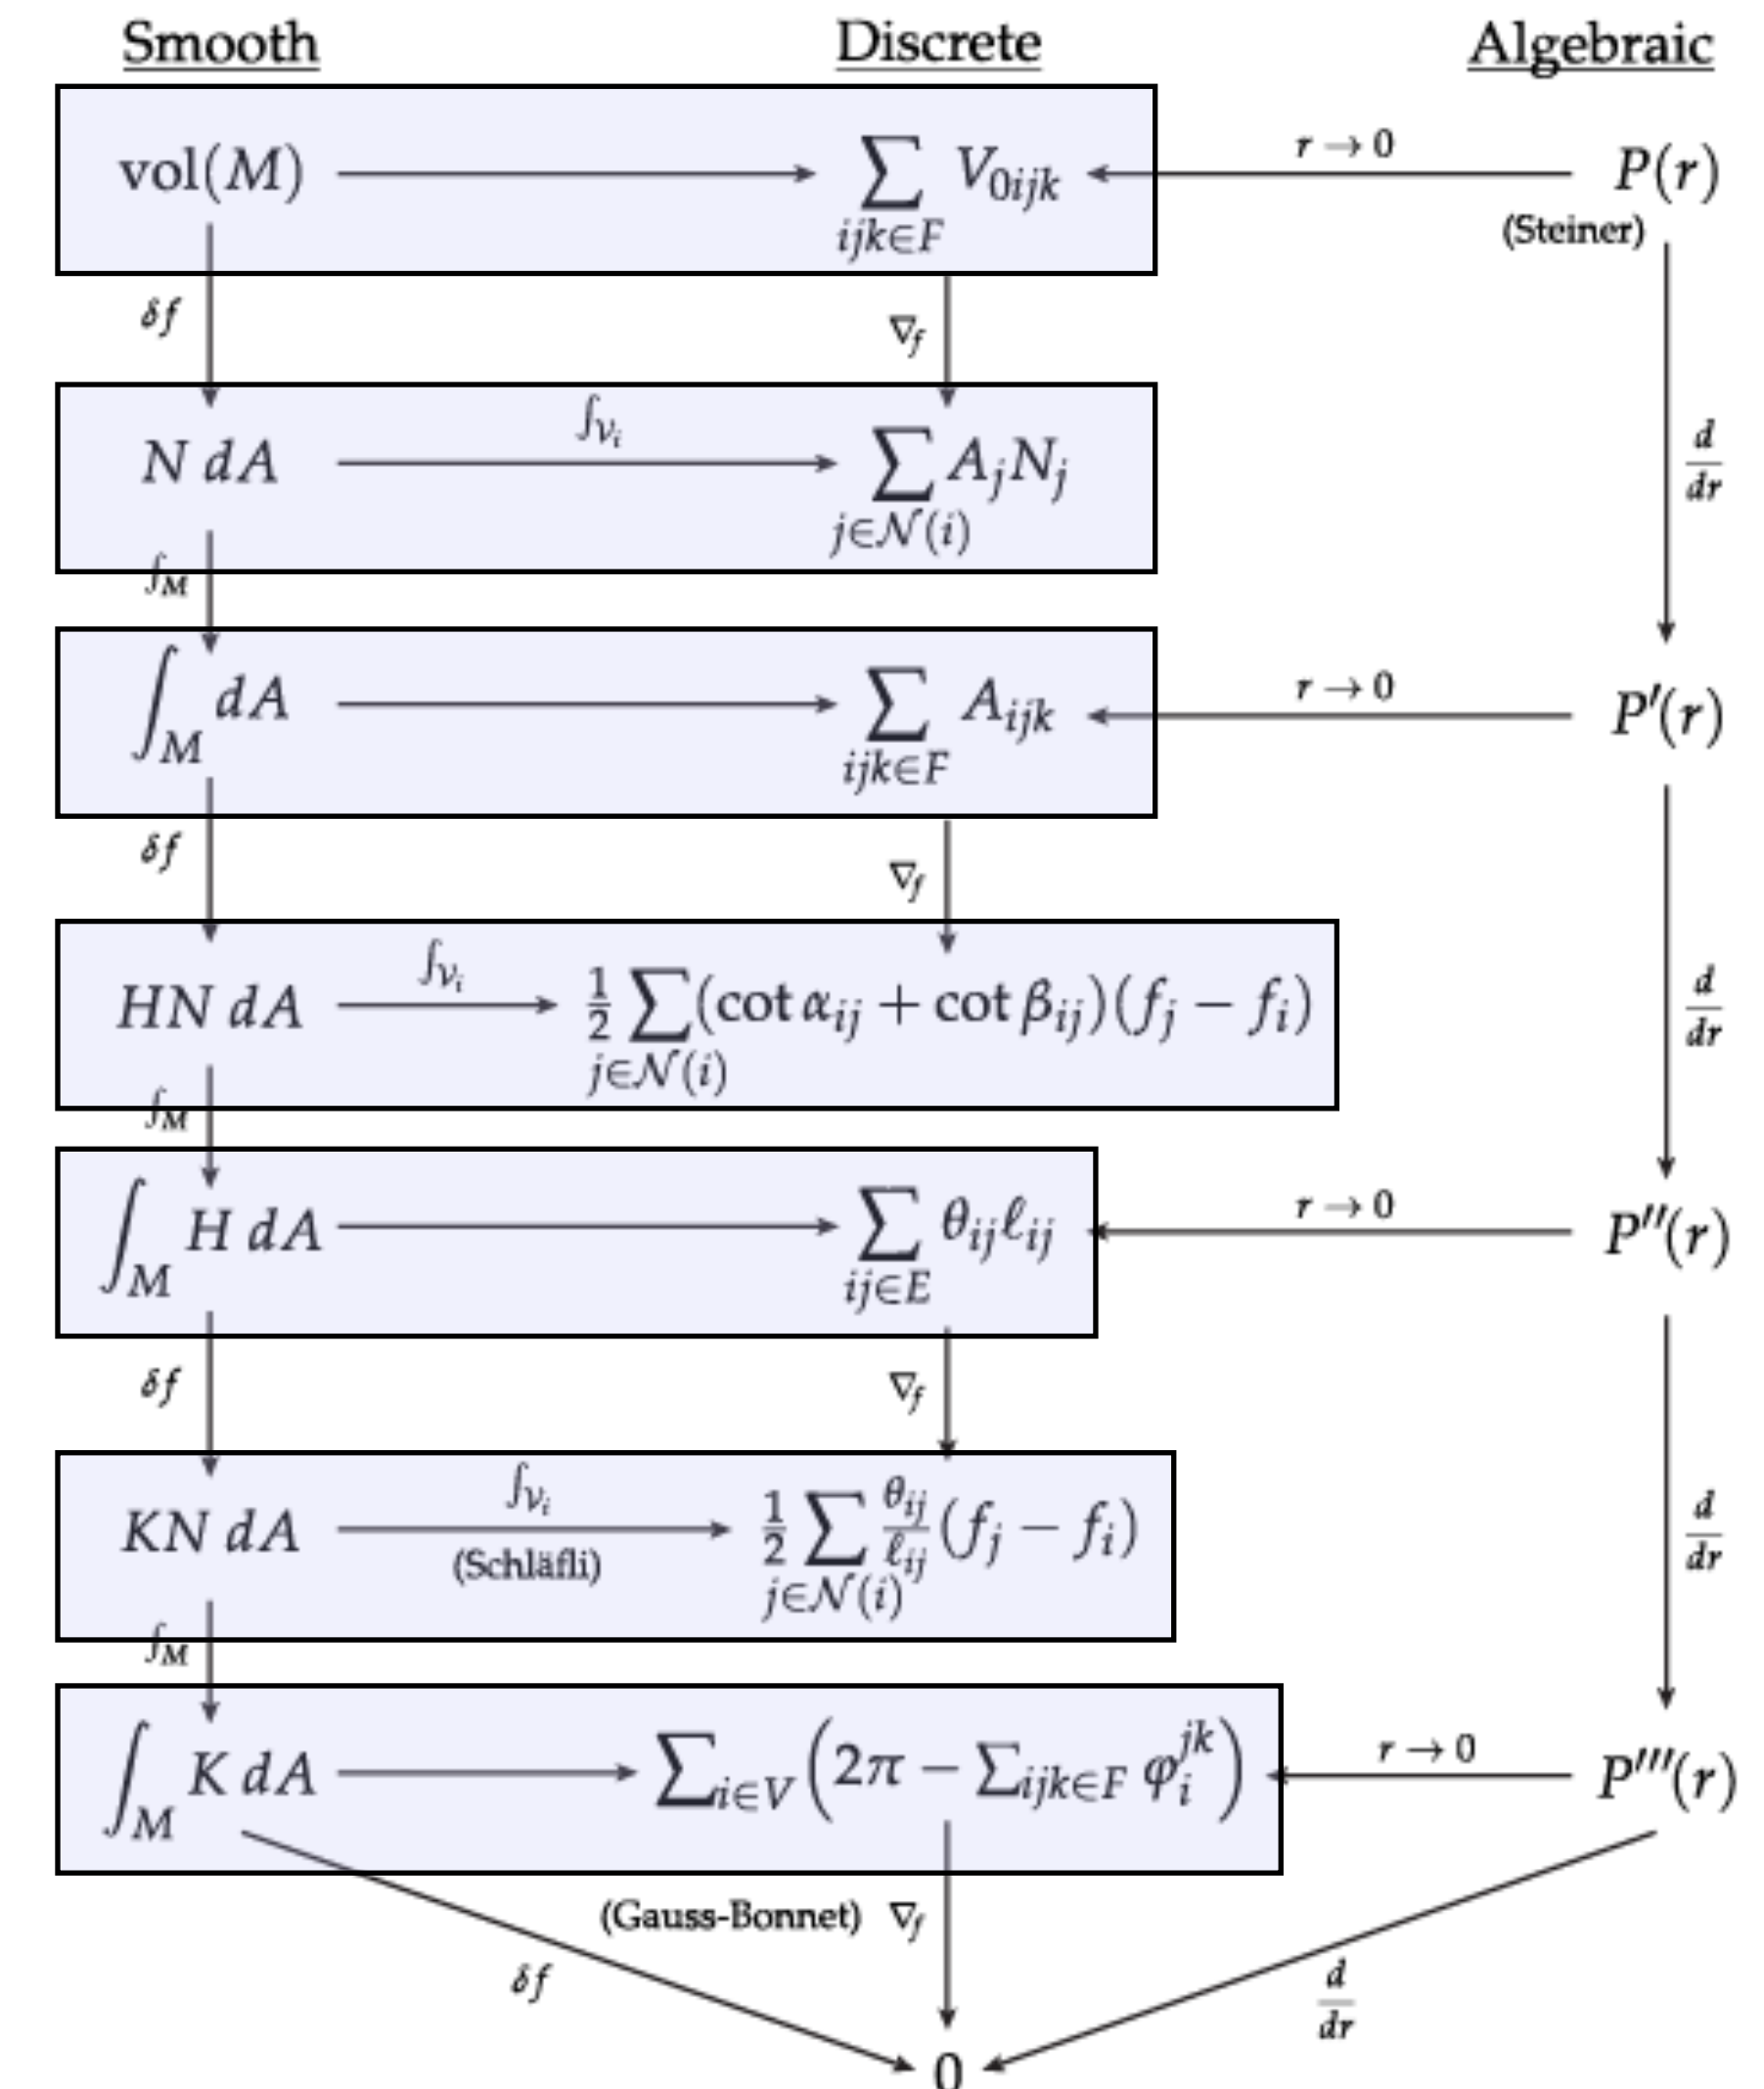 Smooth Discrete Algebraic
vol(M) ∑_{ijk∈F} V_{0ijk} r → 0 P(r)
(Steiner)
δf ∇_f
N dA ∫_{𝒱_i} ∑_{j∈𝒩(i)} A_j N_j d/dr
∫_M
∫_M dA ∑_{ijk∈F} A_{ijk} r → 0 P′(r)
δf ∇_f
HN dA ∫_{𝒱_i} ½ ∑_{j∈𝒩(i)} (cot α_{ij} + cot β_{ij})(f_j − f_i) d/dr
∫_M
∫_M H dA ∑_{ij∈E} θ_{ij}ℓ_{ij} r → 0 P″(r)
δf ∇_f
KN dA ∫_{𝒱_i} (Schläfli) ½ ∑_{j∈𝒩(i)} θ_{ij}/ℓ_{ij} (f_j − f_i) d/dr
∫_M
∫_M K dA ∑_{i∈V} (2π − ∑_{ijk∈F} φ_i^{jk}) r → 0 P‴(r)
(Gauss-Bonnet) ∇_f
δf d/dr
0